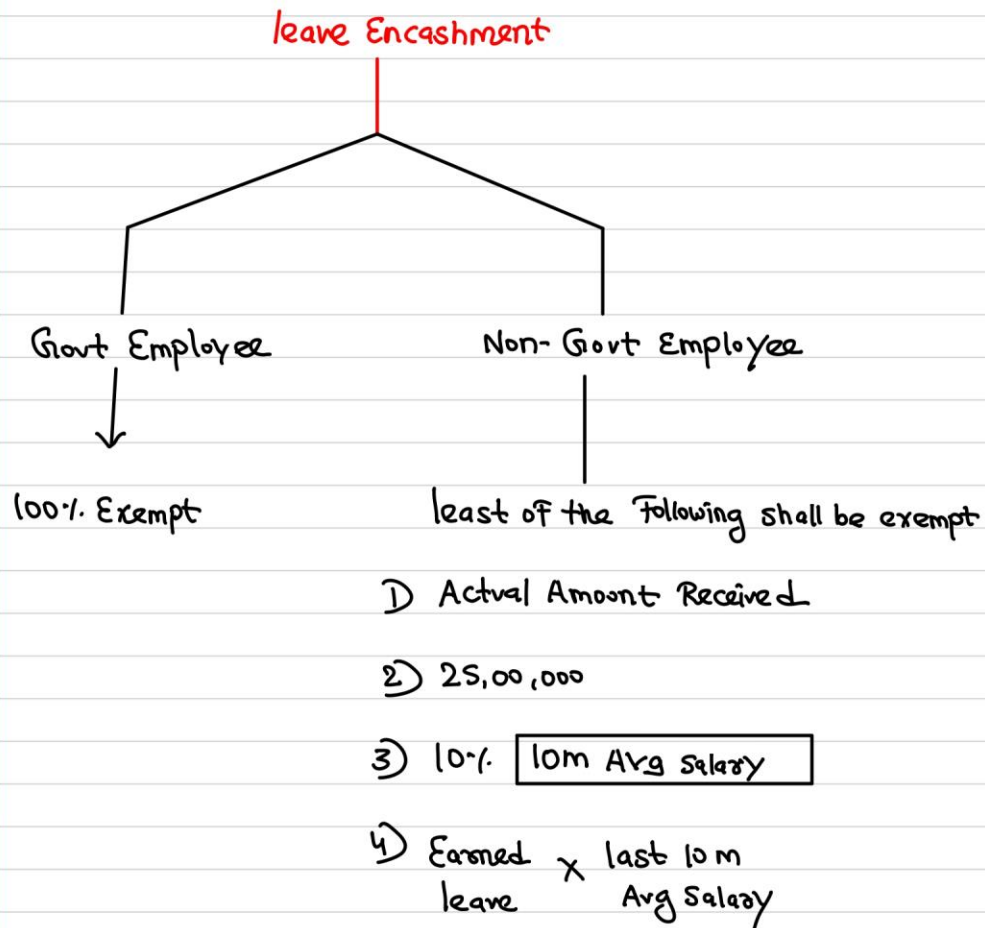 leave Encashment
Govt Employee
Non-Govt Employee
100% Exempt
least of the Following shall be exempt
1) Actual Amount Received
2) 25,00,000
3) 10% 10m Avg Salary
4) Earned leave x last 10 m Avg Salary